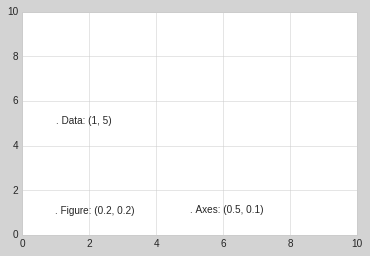 10
8
6
. Data: (1, 5)
4
2
. Figure: (0.2, 0.2)
. Axes: (0.5, 0.1)
0
0 2 4 6 8 10